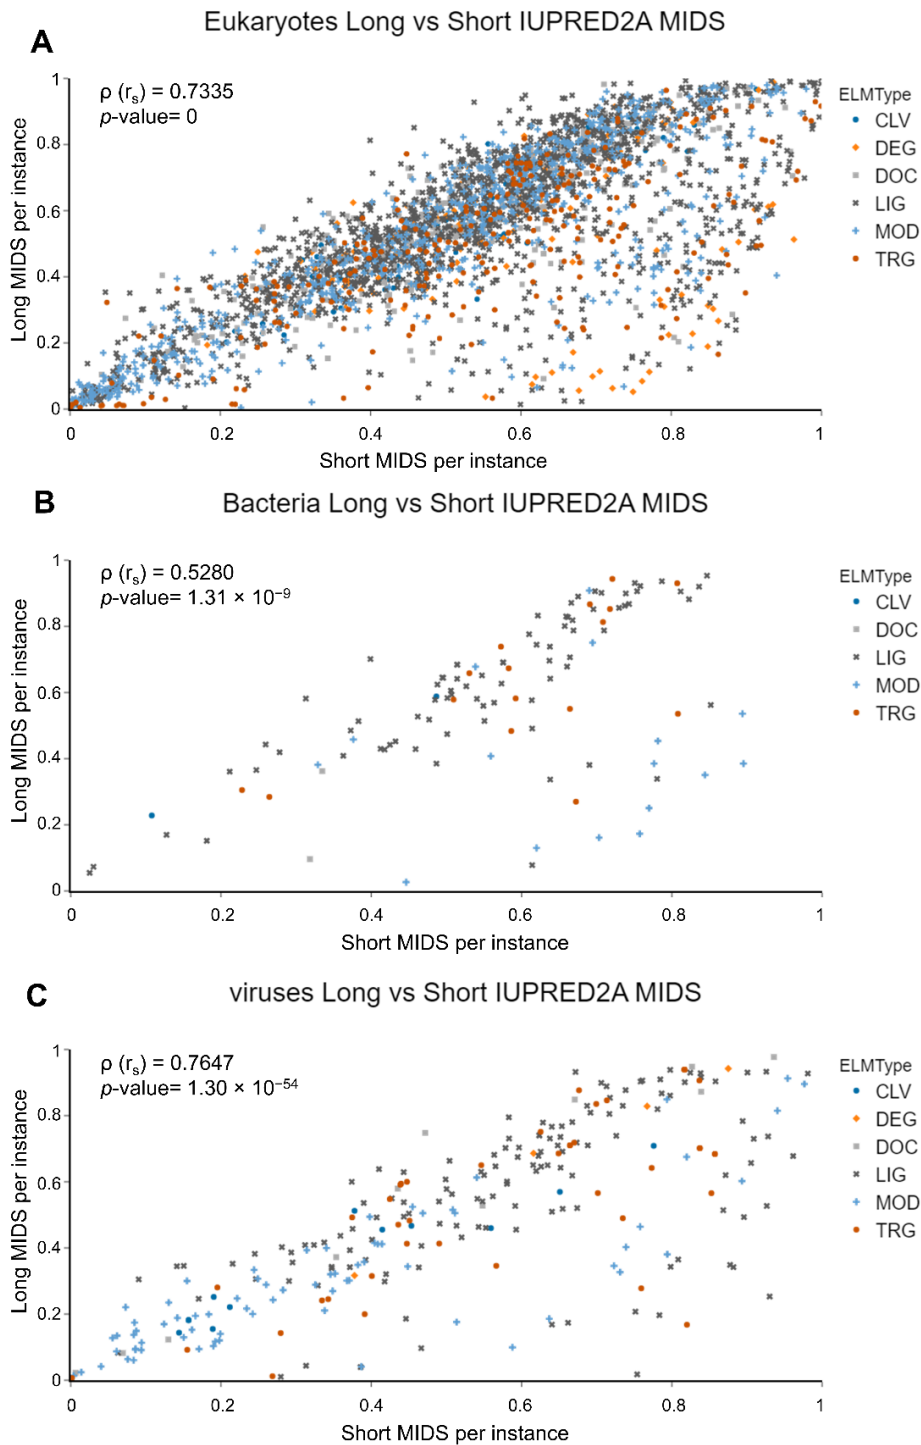 Eukaryotes Long vs Short IUPRED2A MIDS
A
ρ (rs) = 0.7335
p-value= 0
1
0.8
0.6
0.4
0.2
0
Long MIDS per instance
0 0.2 0.4 0.6 0.8 1
Short MIDS per instance
ELMType
CLV
DEG
DOC
LIG
MOD
TRG
B
Bacteria Long vs Short IUPRED2A MIDS
ρ (rs) = 0.5280
p-value= 1.31 × 10⁻⁹
1
0.8
0.6
0.4
0.2
0
Long MIDS per instance
0 0.2 0.4 0.6 0.8 1
Short MIDS per instance
ELMType
CLV
DOC
LIG
MOD
TRG
C
viruses Long vs Short IUPRED2A MIDS
ρ (rs) = 0.7647
p-value= 1.30 × 10⁻⁵⁴
1
0.8
0.6
0.4
0.2
0
Long MIDS per instance
0 0.2 0.4 0.6 0.8 1
Short MIDS per instance
ELMType
CLV
DEG
DOC
LIG
MOD
TRG